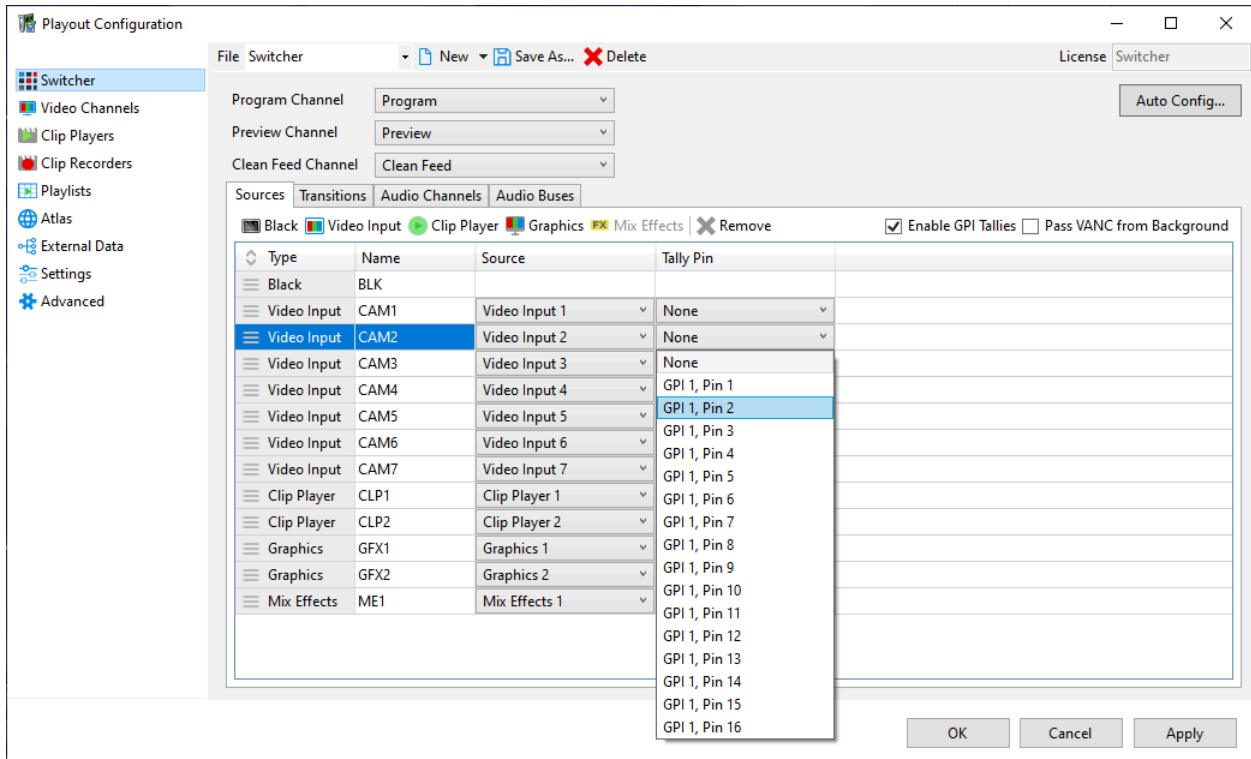 Playout Configuration
File Switcher New Save As... Delete License Switcher
Switcher
Video Channels
Clip Players
Clip Recorders
Playlists
Atlas
External Data
Settings
Advanced
Program Channel Program Auto Config...
Preview Channel Preview
Clean Feed Channel Clean Feed
Sources Transitions Audio Channels Audio Buses
Black Video Input Clip Player Graphics FX Mix Effects Remove Enable GPI Tallies Pass VANC from Background
Type Name Source Tally Pin
Black BLK
Video Input CAM1 Video Input 1 None
Video Input CAM2 Video Input 2 None
Video Input CAM3 Video Input 3
Video Input CAM4 Video Input 4
Video Input CAM5 Video Input 5
Video Input CAM6 Video Input 6
Video Input CAM7 Video Input 7
Clip Player CLP1 Clip Player 1
Clip Player CLP2 Clip Player 2
Graphics GFX1 Graphics 1
Graphics GFX2 Graphics 2
Mix Effects ME1 Mix Effects 1
None
GPI 1, Pin 1
GPI 1, Pin 2
GPI 1, Pin 3
GPI 1, Pin 4
GPI 1, Pin 5
GPI 1, Pin 6
GPI 1, Pin 7
GPI 1, Pin 8
GPI 1, Pin 9
GPI 1, Pin 10
GPI 1, Pin 11
GPI 1, Pin 12
GPI 1, Pin 13
GPI 1, Pin 14
GPI 1, Pin 15
GPI 1, Pin 16
OK Cancel Apply